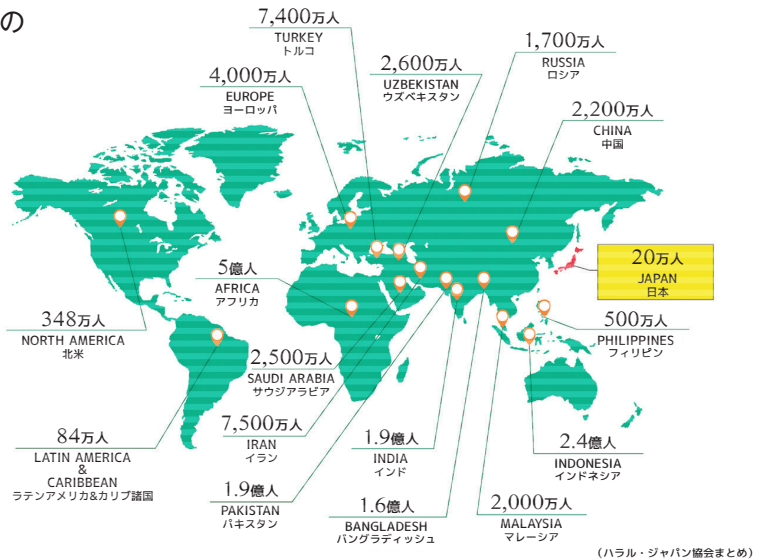 の
7,400万人
TURKEY
トルコ
1,700万人
RUSSIA
ロシア
2,600万人
UZBEKISTAN
ウズベキスタン
4,000万人
EUROPE
ヨーロッパ
2,200万人
CHINA
中国
20万人
JAPAN
日本
5億人
AFRICA
アフリカ
348万人
NORTH AMERICA
北米
500万人
PHILIPPINES
フィリピン
2,500万人
SAUDI ARABIA
サウジアラビア
7,500万人
IRAN
イラン
84万人
LATIN AMERICA
&
CARIBBEAN
ラテンアメリカ&カリブ諸国
1.9億人
INDIA
インド
2.4億人
INDONESIA
インドネシア
1.9億人
PAKISTAN
パキスタン
1.6億人
BANGLADESH
バングラディッシュ
2,000万人
MALAYSIA
マレーシア
(ハラル・ジャパン協会まとめ)